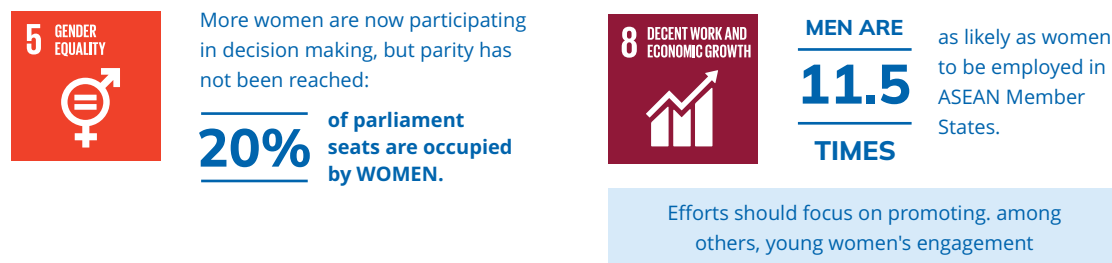 5 GENDER
EQUALITY
More women are now participating
in decision making, but parity has
not been reached:
20%
of parliament
seats are occupied
by WOMEN.
8 DECENT WORK AND
ECONOMIC GROWTH
MEN ARE
11.5
TIMES
as likely as women
to be employed in
ASEAN Member
States.
Efforts should focus on promoting. among
others, young women's engagement